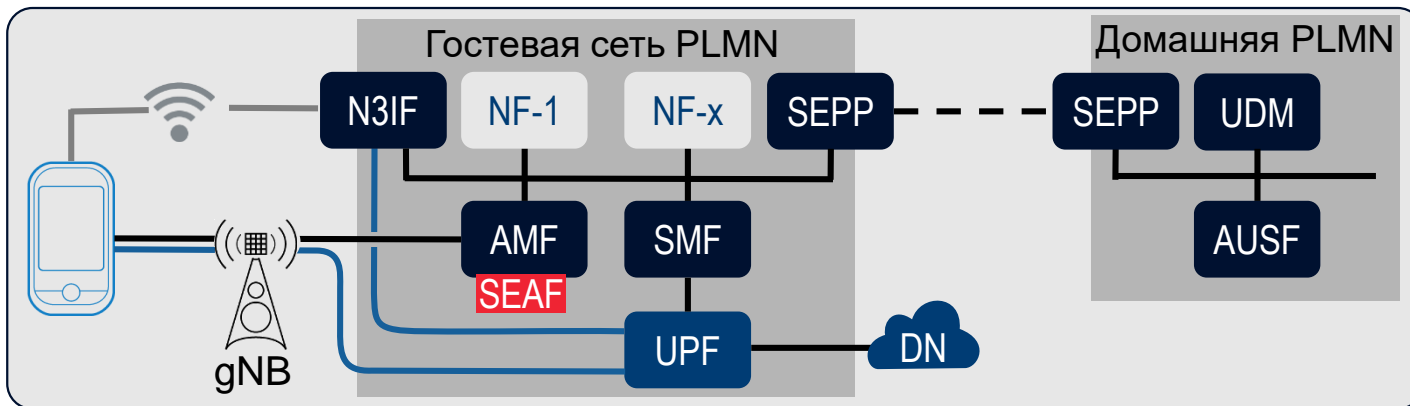 Гостевая сеть PLMN
Домашняя PLMN
N3IF
NF-1
NF-x
SEPP
SEPP
UDM
AMF
SMF
AUSF
SEAF
UPF
DN
gNB